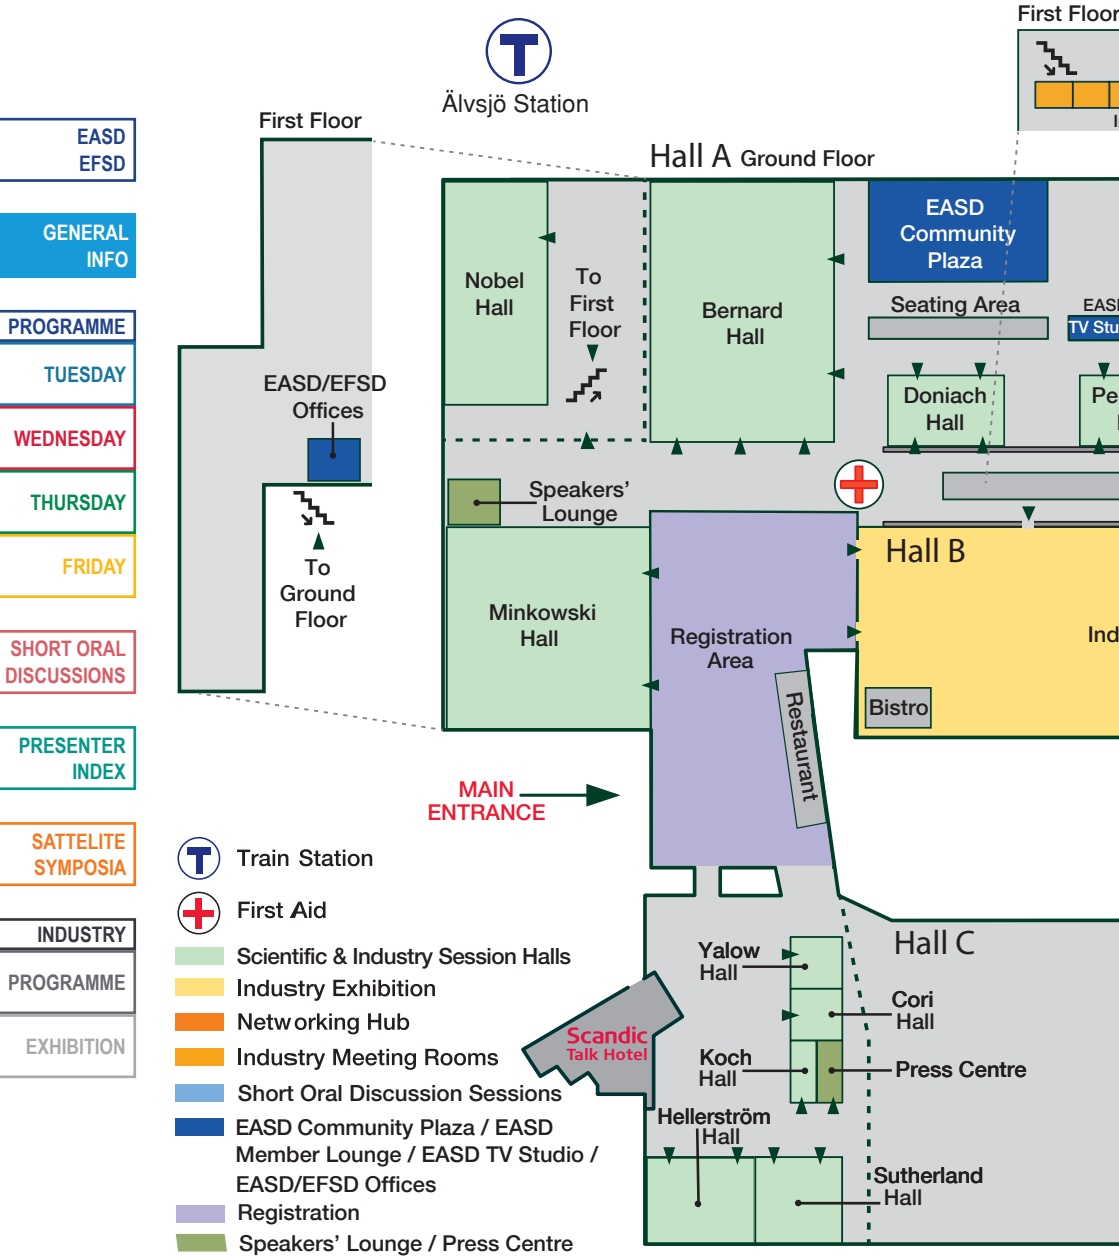 First Floor
T
Älvsjö Station
EASD
EFSD
First Floor
Hall A Ground Floor
GENERAL
INFO
EASD
Community
Plaza
Nobel
Hall
To
First
Floor
Bernard
Hall
Seating Area
TV
PROGRAMME
TUESDAY
EASD/EFSD
Offices
Doniach
Hall
WEDNESDAY
THURSDAY
Speakers'
Lounge
FRIDAY
To
Ground
Floor
Hall B
Minkowski
Hall
Registration
Area
SHORT ORAL
DISCUSSIONS
Restaurant
Bistro
PRESENTER
INDEX
MAIN
ENTRANCE
SATTELITE
SYMPOSIA
T Train Station
First Aid
INDUSTRY
PROGRAMME
EXHIBITION
Scientific & Industry Session Halls
Industry Exhibition
Networking Hub
Industry Meeting Rooms
Short Oral Discussion Sessions
EASD Community Plaza / EASD
Member Lounge / EASD TV Studio /
EASD/EFSD Offices
Registration
Speakers' Lounge / Press Centre
Hall C
Yalow
Hall
Cori
Hall
Scandic
Talk Hotel
Koch
Hall
Press Centre
Hellerström
Hall
Sutherland
Hall